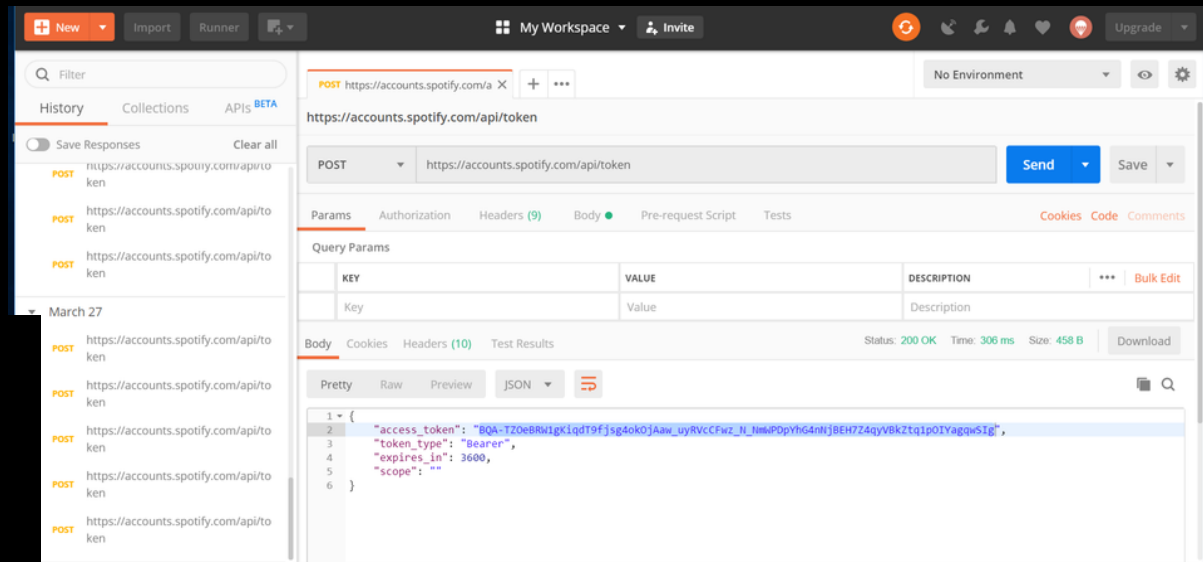 New Import Runner My Workspace Invite Upgrade
Filter
History Collections APIs BETA
Save Responses Clear all
POST https://accounts.spotify.com/api/to
ken
POST https://accounts.spotify.com/api/to
ken
POST https://accounts.spotify.com/api/to
ken
March 27
POST https://accounts.spotify.com/api/to
ken
POST https://accounts.spotify.com/api/to
ken
POST https://accounts.spotify.com/api/to
ken
POST https://accounts.spotify.com/api/to
ken
POST https://accounts.spotify.com/api/to
ken
POST https://accounts.spotify.com/a
No Environment
https://accounts.spotify.com/api/token
POST https://accounts.spotify.com/api/token Send Save
Params Authorization Headers (9) Body Pre-request Script Tests Cookies Code Comments
Query Params
KEY VALUE DESCRIPTION Bulk Edit
Key Value Description
Body Cookies Headers (10) Test Results Status: 200 OK Time: 306 ms Size: 458 B Download
Pretty Raw Preview JSON
1 {
2 "access_token": "BQA-TZOeBRW1gKiqdT9fjsg4okOjAaw_uyRVcCFwz_N_NmWPDpYhG4nNjBEH7Z4qyVBkZtq1pOIYagqwSIg",
3 "token_type": "Bearer",
4 "expires_in": 3600,
5 "scope": ""
6 }